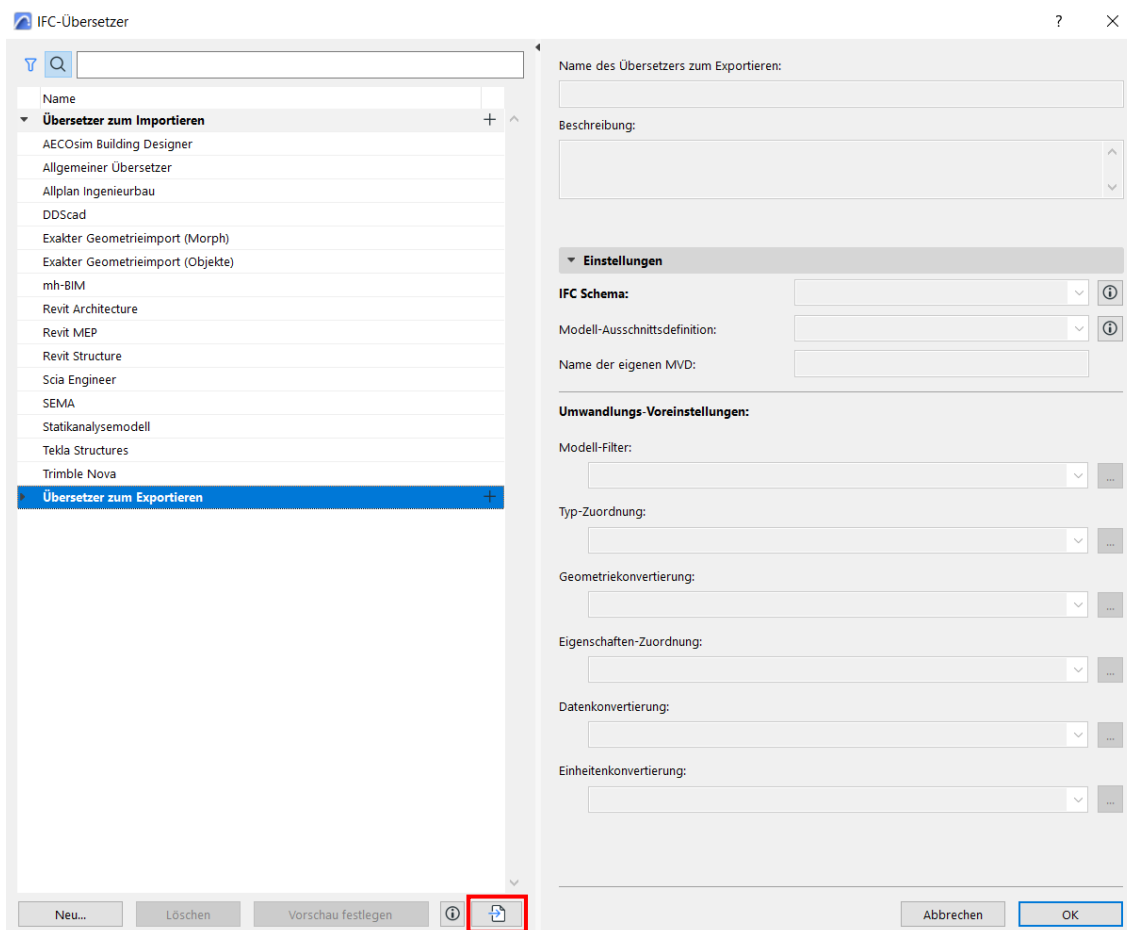 IFC-Übersetzer
Name
Übersetzer zum Importieren
AECOsim Building Designer
Allgemeiner Übersetzer
Allplan Ingenieurbau
DDScad
Exakter Geometrieimport (Morph)
Exakter Geometrieimport (Objekte)
mh-BIM
Revit Architecture
Revit MEP
Revit Structure
Scia Engineer
SEMA
Statikanalysemodell
Tekla Structures
Trimble Nova
Übersetzer zum Exportieren
Neu...
Löschen
Vorschau festlegen
Name des Übersetzers zum Exportieren:
Beschreibung:
Einstellungen
IFC Schema:
Modell-Ausschnittsdefinition:
Name der eigenen MVD:
Umwandlungs-Voreinstellungen:
Modell-Filter:
...
Typ-Zuordnung:
...
Geometriekonvertierung:
...
Eigenschaften-Zuordnung:
...
Datenkonvertierung:
...
Einheitenkonvertierung:
...
Abbrechen
OK